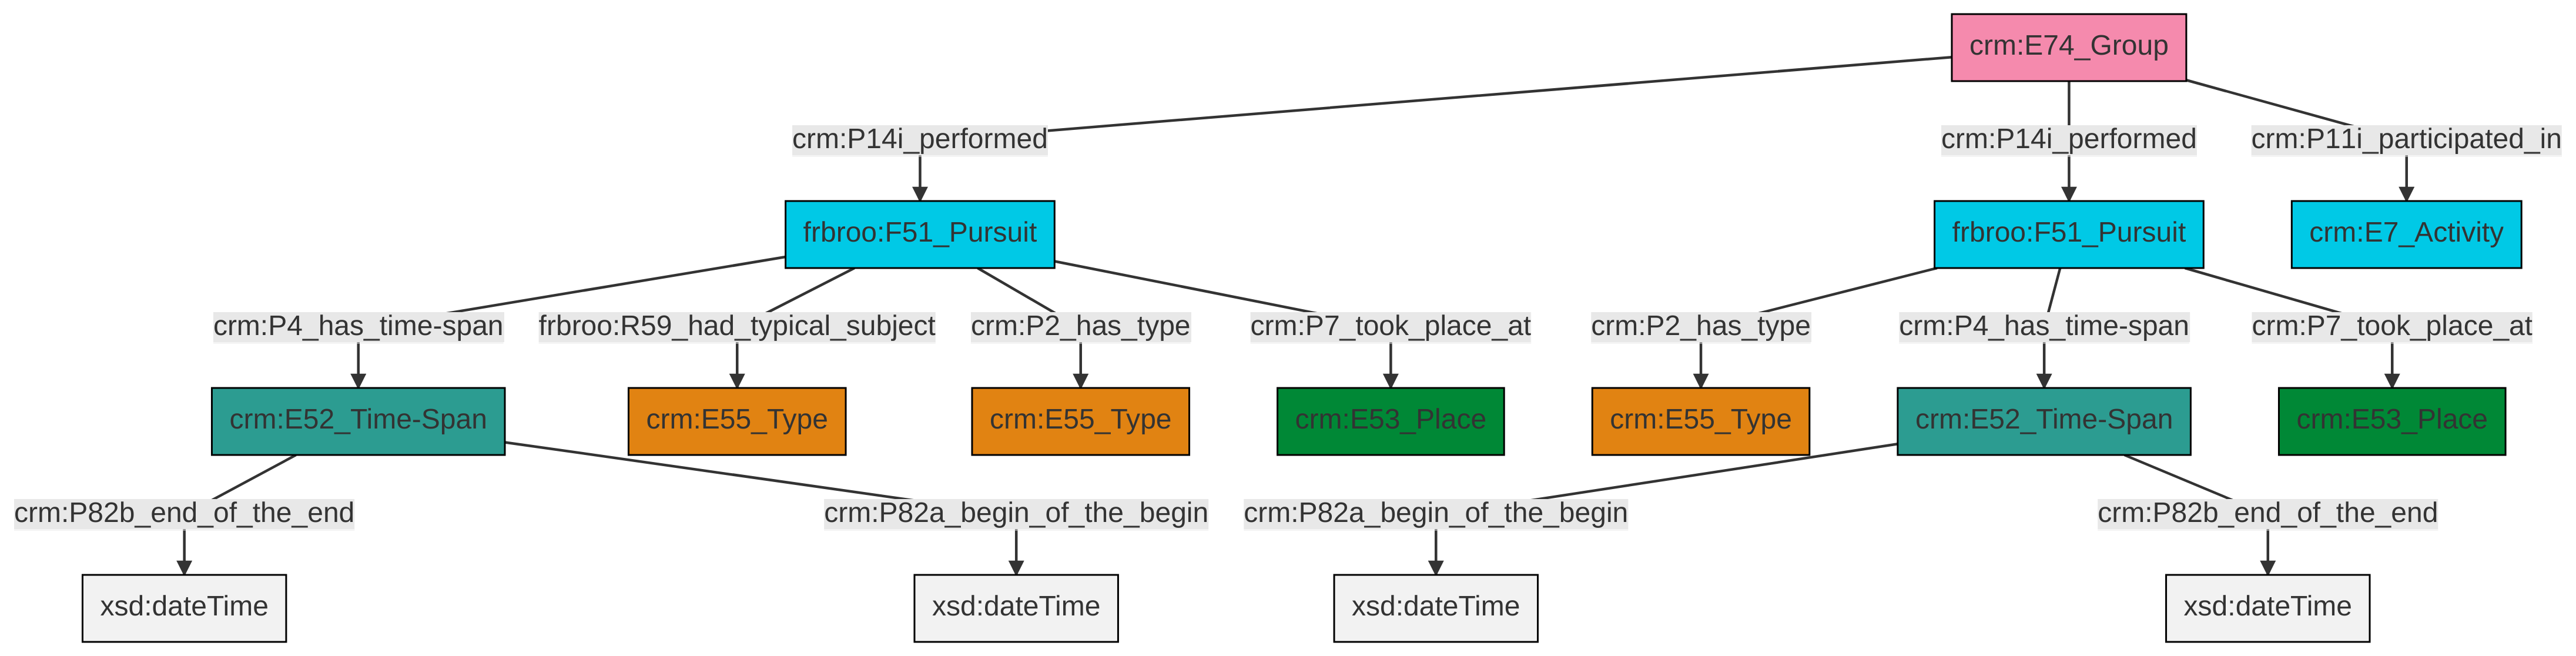 crm:E74_Group
crm:P14i_performed
crm:P14i_performed
crm:P11i_participated_in
frbroo:F51_Pursuit
frbroo:F51_Pursuit
crm:E7_Activity
crm:P4_has_time-span
frbroo:R59_had_typical_subject
crm:P2_has_type
crm:P7_took_place_at
crm:P2_has_type
crm:P4_has_time-span
crm:P7_took_place_at
crm:E52_Time-Span
crm:E55_Type
crm:E55_Type
crm:E53_Place
crm:E55_Type
crm:E52_Time-Span
crm:E53_Place
crm:P82b_end_of_the_end
crm:P82a_begin_of_the_begin
crm:P82a_begin_of_the_begin
crm:P82b_end_of_the_end
xsd:dateTime
xsd:dateTime
xsd:dateTime
xsd:dateTime